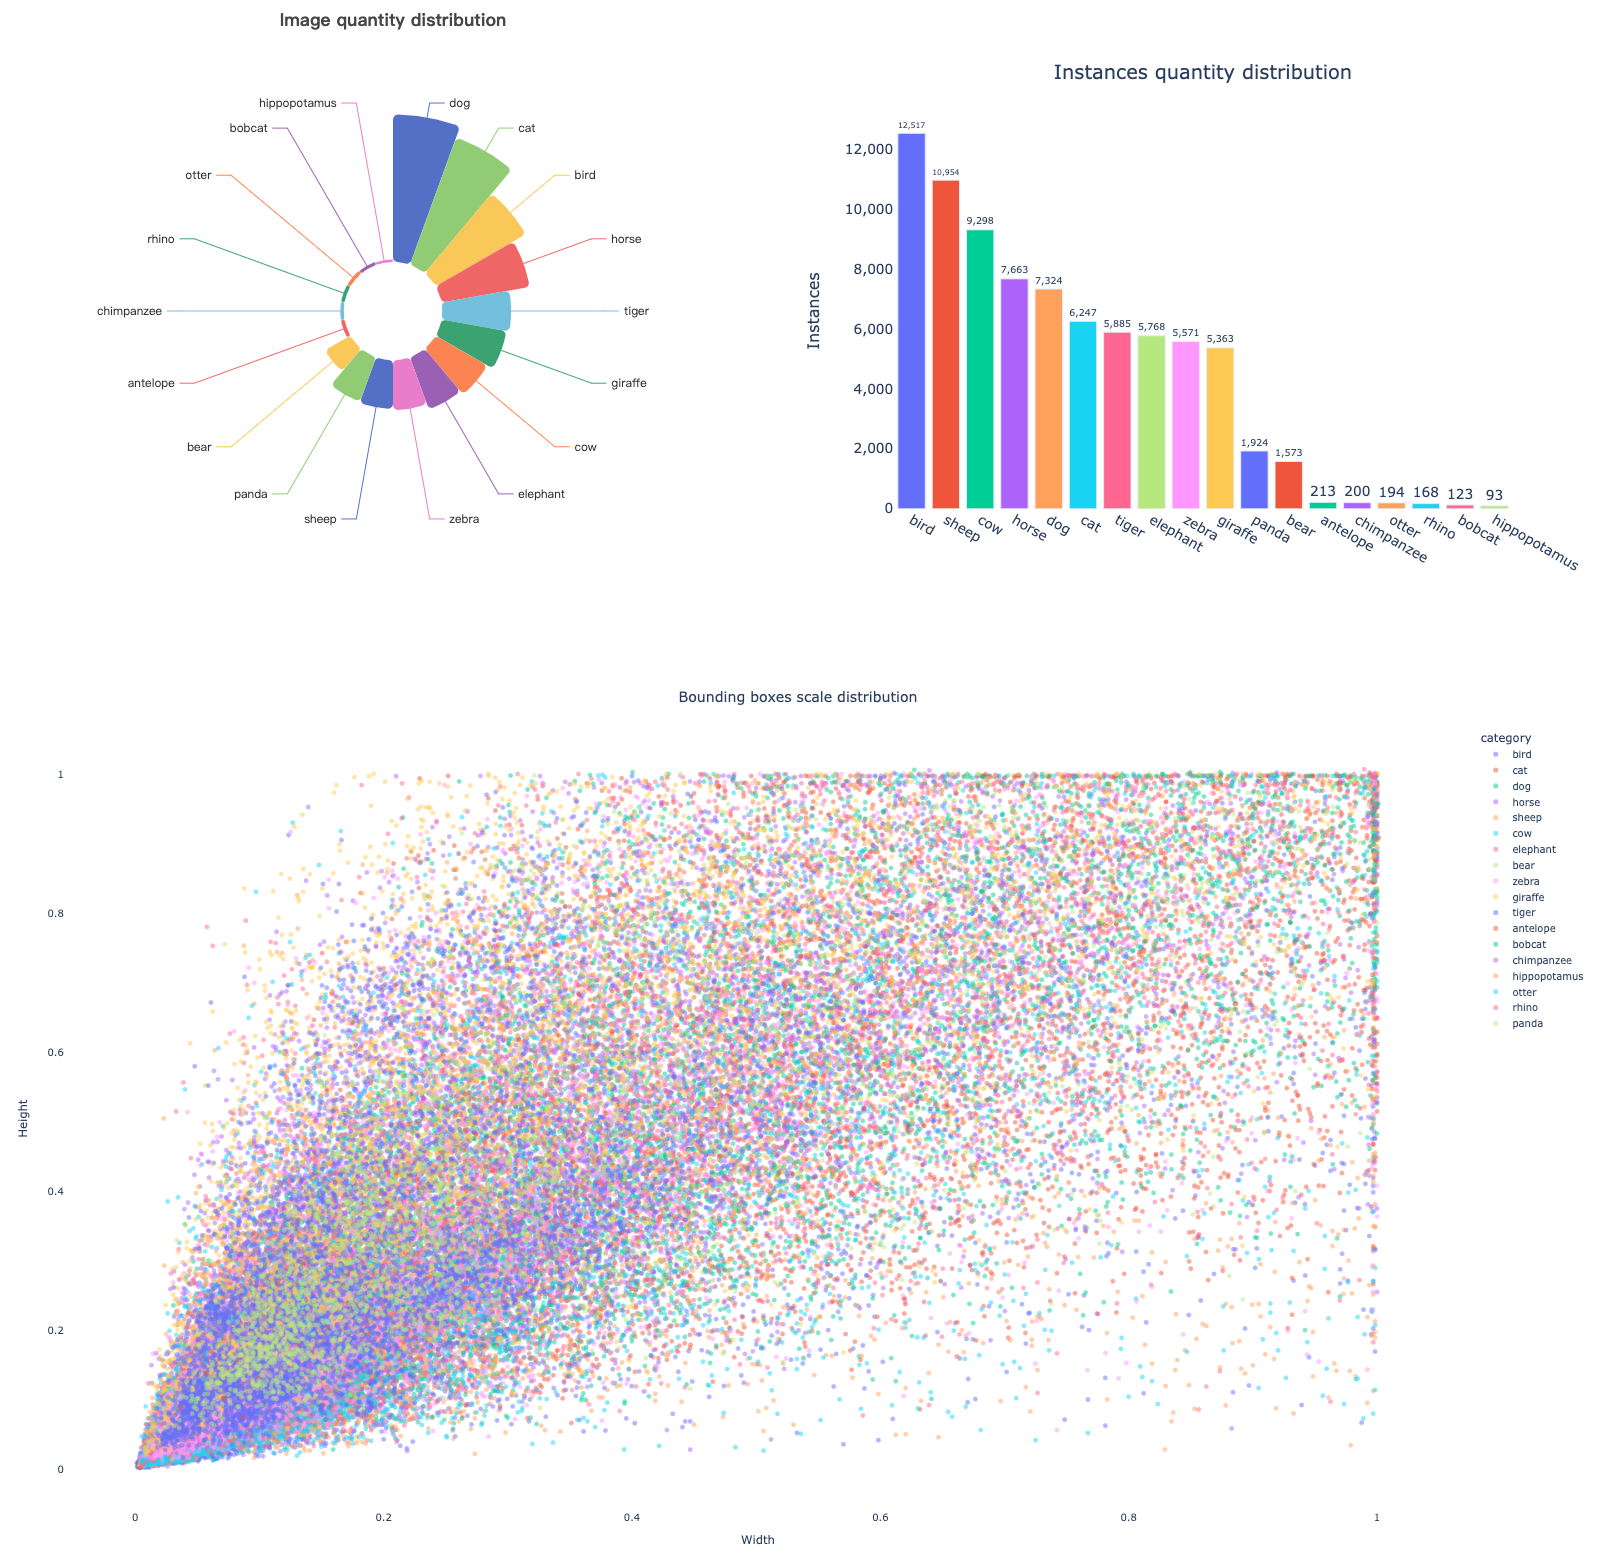 Image quantity distribution
hippopotamus
dog
bobcat
cat
otter
bird
rhino
horse
chimpanzee
tiger
antelope
giraffe
bear
cow
panda
elephant
sheep
zebra
Instances quantity distribution
Instances
12,000
10,000
8,000
6,000
4,000
2,000
0
12,517
10,954
9,298
7,663
7,324
6,247
5,885
5,768
5,571
5,363
1,924
1,573
213
200
194
168
123
93
bird
sheep
cow
horse
dog
cat
tiger
elephant
zebra
giraffe
panda
bear
antelope
chimpanzee
otter
rhino
bobcat
hippopotamus
Bounding boxes scale distribution
Height
1
0.8
0.6
0.4
0.2
0
0
0.2
0.4
0.6
0.8
1
Width
category
bird
cat
dog
horse
sheep
cow
elephant
bear
zebra
giraffe
tiger
antelope
bobcat
chimpanzee
hippopotamus
otter
rhino
panda